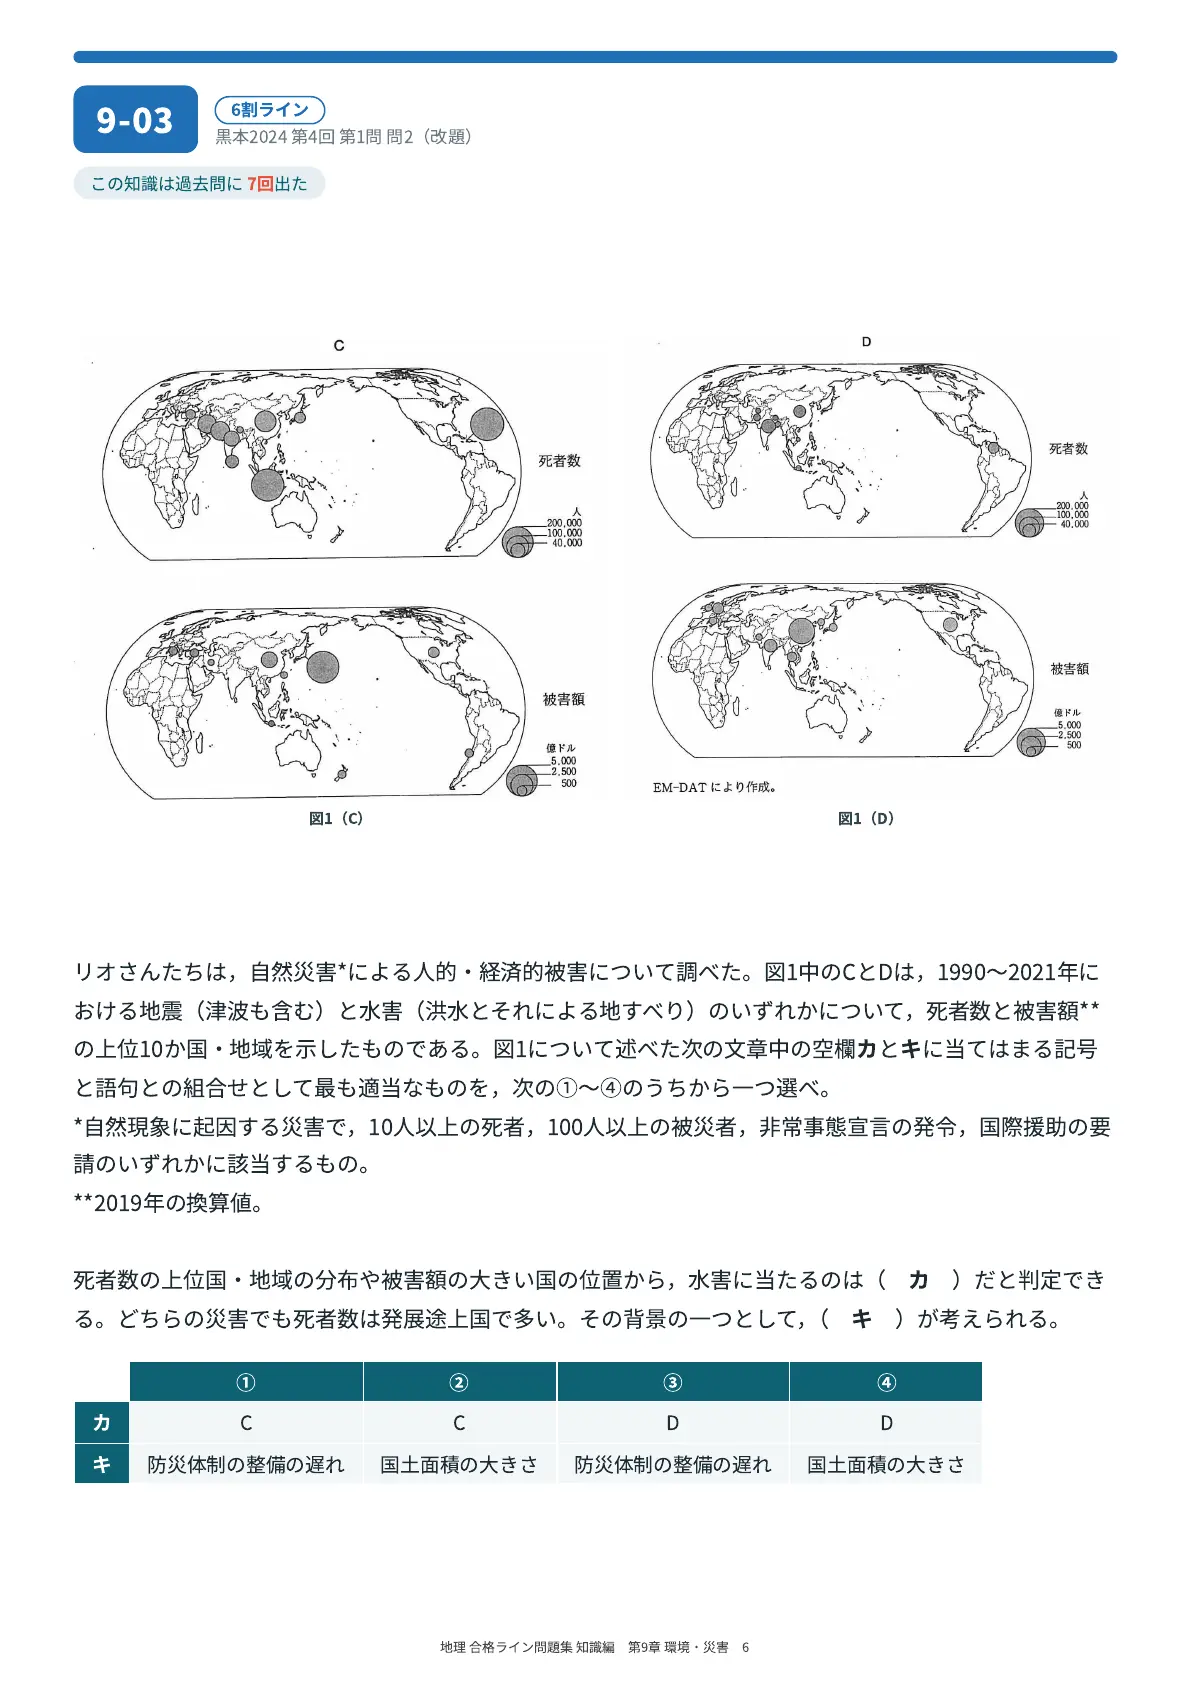 9-03
6割ライン
黒本2024 第4回 第1問 問2（改題）
この知識は過去問に 7回出た
C
死者数
人
200,000
100,000
40,000
被害額
億ドル
5,000
2,500
500
図1（C）
D
死者数
人
200,000
100,000
40,000
被害額
億ドル
5,000
2,500
500
EM-DATにより作成。
図1（D）
リオさんたちは，自然災害*による人的・経済的被害について調べた。図1中のCとDは，1990～2021年に
おける地震（津波も含む）と水害（洪水とそれによる地すべり）のいずれかについて，死者数と被害額**
の上位10か国・地域を示したものである。図1について述べた次の文章中の空欄カとキに当てはまる記号
と語句との組合せとして最も適当なものを，次の①～④のうちから一つ選べ。
*自然現象に起因する災害で，10人以上の死者，100人以上の被災者，非常事態宣言の発令，国際援助の要
請のいずれかに該当するもの。
**2019年の換算値。
死者数の上位国・地域の分布や被害額の大きい国の位置から，水害に当たるのは（　カ　）だと判定でき
る。どちらの災害でも死者数は発展途上国で多い。その背景の一つとして，（　キ　）が考えられる。
① ② ③ ④
カ C C D D
キ 防災体制の整備の遅れ 国土面積の大きさ 防災体制の整備の遅れ 国土面積の大きさ
地理 合格ライン問題集 知識編　第9章 環境・災害　6